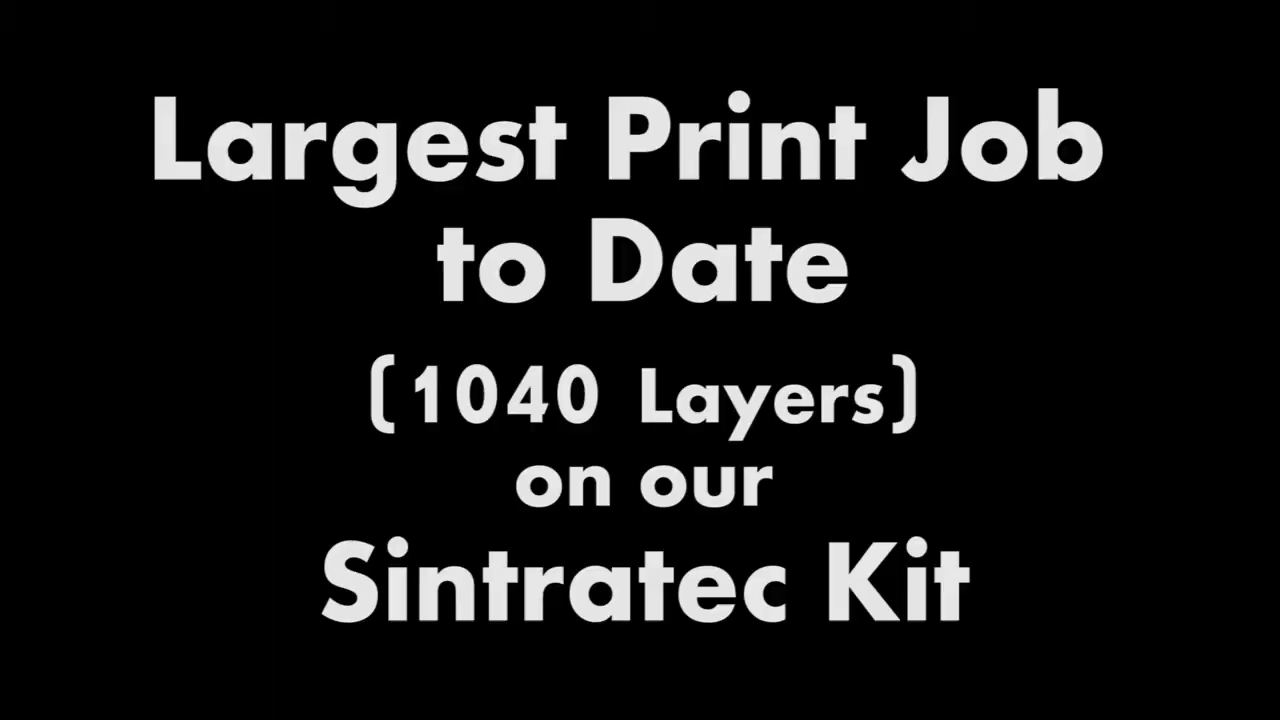 Largest Print Job
to Date
(1040 Layers)
on our
Sintratec Kit